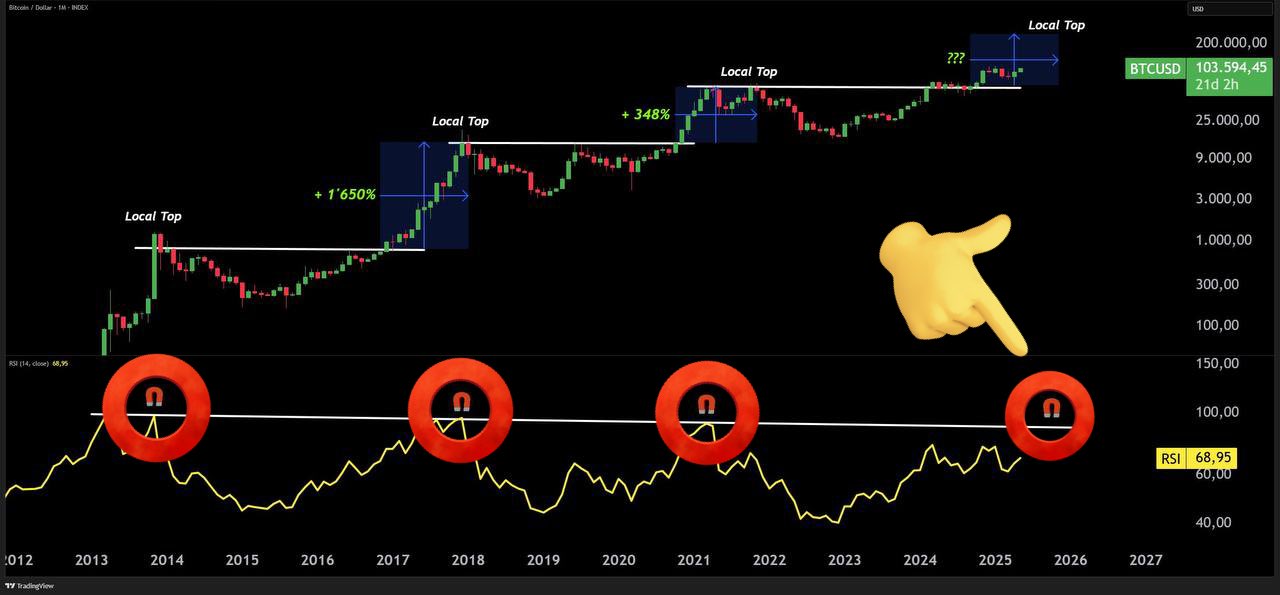 Bitcoin / Dollar · 1M · INDEX
USD
Local Top
200.000,00
???
BTCUSD 103.594,45
21d 2h
Local Top
+ 348%
25.000,00
Local Top
9.000,00
+ 1'650%
3.000,00
Local Top
1.000,00
300,00
100,00
RSI (14, close) 68,95
150,00
100,00
RSI 68,95
60,00
40,00
2012 2013 2014 2015 2016 2017 2018 2019 2020 2021 2022 2023 2024 2025 2026 2027
TradingView